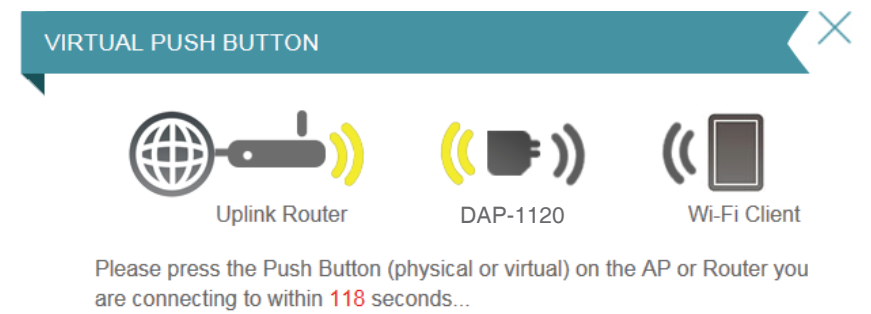 VIRTUAL PUSH BUTTON
Uplink Router
DAP-1120
Wi-Fi Client
Please press the Push Button (physical or virtual) on the AP or Router you
are connecting to within 118 seconds...